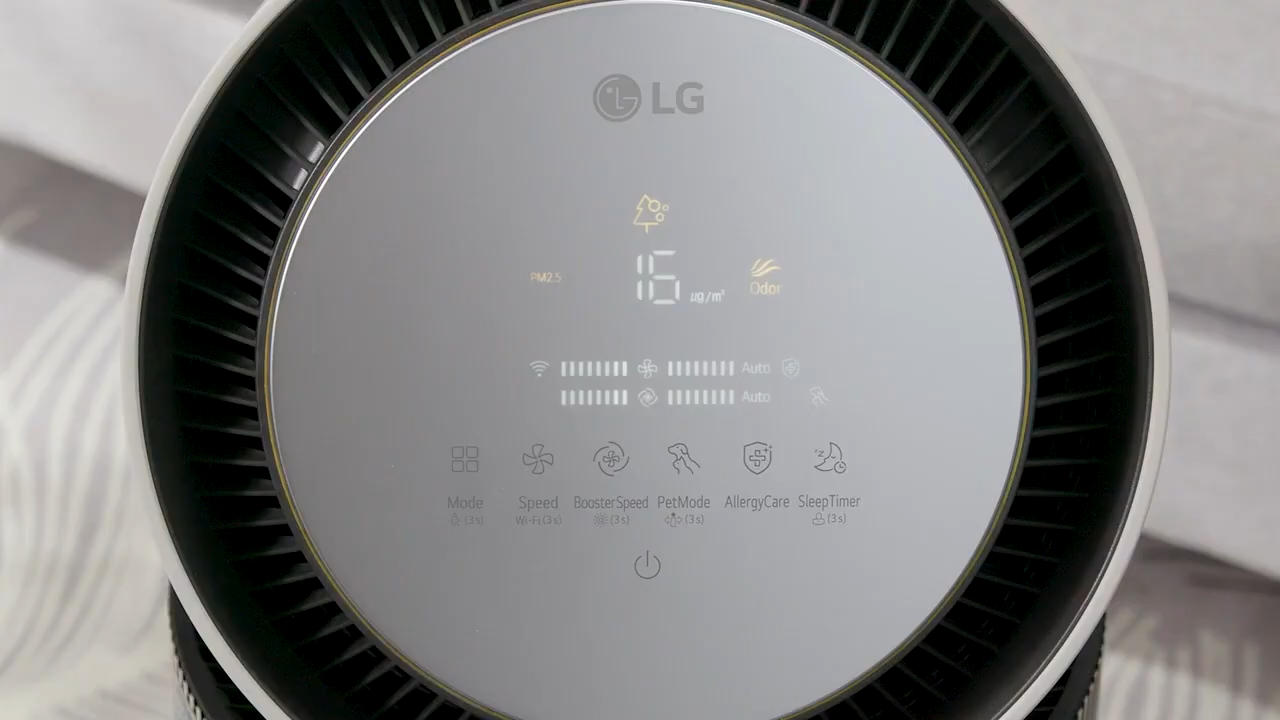 LG
PM2.5 16 μg/m³ Odor
Auto
Auto
Mode Speed BoosterSpeed PetMode AllergyCare SleepTimer
(3s) Wi-Fi(3s) (3s) (3s) (3s)